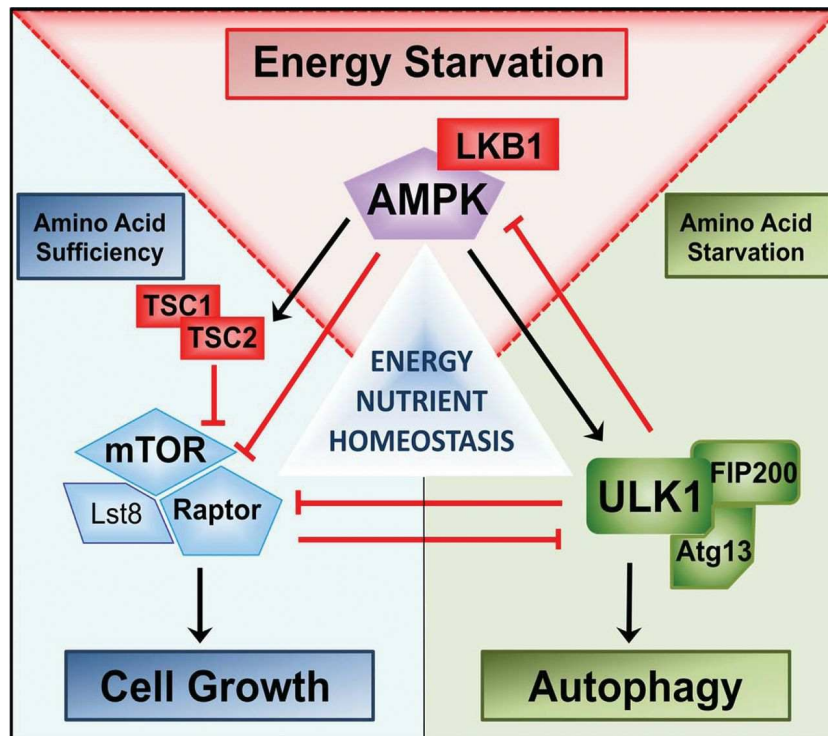 Energy Starvation
LKB1
AMPK
Amino Acid
Sufficiency
Amino Acid
Starvation
TSC1
TSC2
ENERGY
NUTRIENT
HOMEOSTASIS
mTOR
Lst8
Raptor
ULK1
FIP200
Atg13
Cell Growth
Autophagy